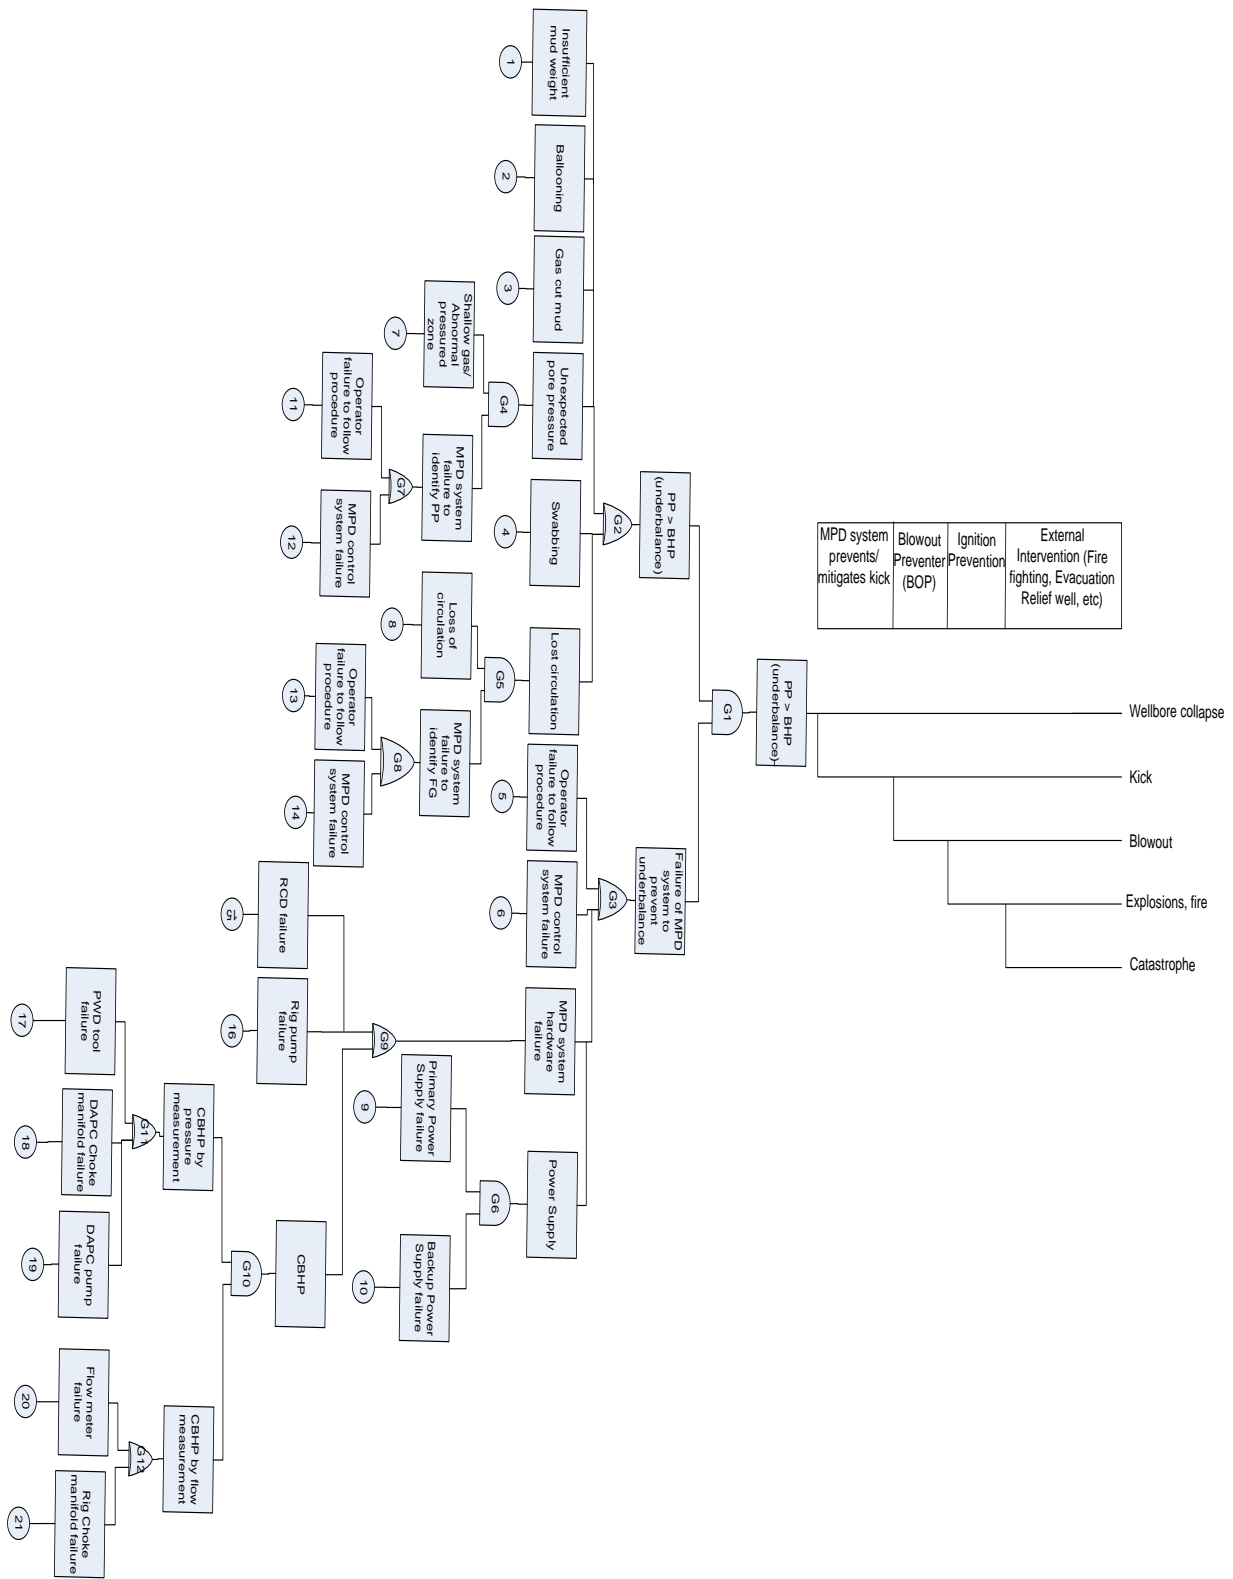 MPD system
prevents/
mitigates kick
Blowout
Preventer
(BOP)
Ignition
Prevention
External
Intervention (Fire
fighting, Evacuation
Relief well, etc)
Wellbore collapse
Kick
Blowout
Explosions, fire
Catastrophe
PP > BHP
(underbalance)
G1
PP > BHP
(underbalance)
G2
Failure of MPD
system to
prevent
underbalance
G3
Insufficient
mud weight
1
Ballooning
2
Gas cut mud
3
Unexpected
pore pressure
G4
Swabbing
4
Lost circulation
G5
Operator
failure to follow
procedure
5
MPD control
system failure
6
MPD system
hardware
failure
Power Supply
G6
Shallow gas/
Abnormal
pressured
zone
7
MPD system
failure to
identify PP
G7
Loss of
circulation
8
MPD system
failure to
identify FG
G8
Primary Power
Supply failure
9
Backup Power
Supply failure
10
Operator
failure to follow
procedure
11
MPD control
system failure
12
Operator
failure to follow
procedure
13
MPD control
system failure
14
G9
RCD failure
15
Rig pump
failure
16
CBHP
G10
CBHP by
pressure
measurement
G11
CBHP by flow
measurement
G12
PWD tool
failure
17
DAPC Choke
manifold failure
18
DAPC pump
failure
19
Flow meter
failure
20
Rig Choke
manifold failure
21